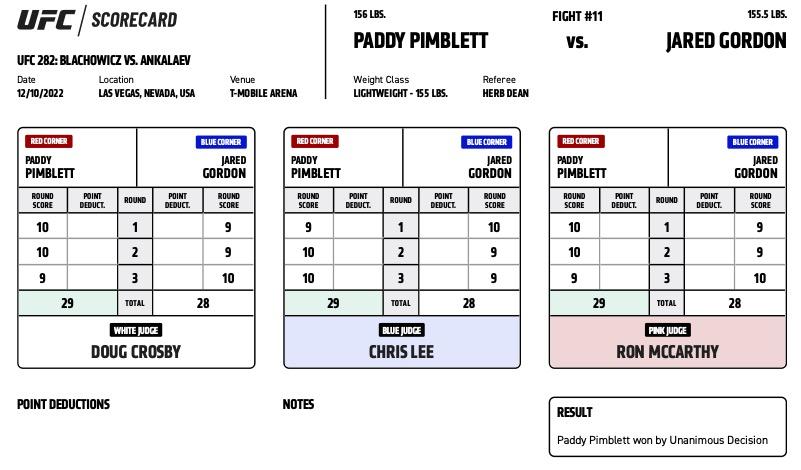 UFC SCORECARD
UFC 282: BLACHOWICZ VS. ANKALAEV
Date Location Venue
12/10/2022 LAS VEGAS, NEVADA, USA T-MOBILE ARENA
156 LBS. FIGHT #11 155.5 LBS.
PADDY PIMBLETT VS. JARED GORDON
Weight Class Referee
LIGHTWEIGHT - 155 LBS. HERB DEAN
RED CORNER BLUE CORNER
PADDY JARED
PIMBLETT GORDON
ROUND SCORE POINT DEDUCT. ROUND POINT DEDUCT. ROUND SCORE
10 1 9
10 2 9
9 3 10
29 TOTAL 28
WHITE JUDGE
DOUG CROSBY
RED CORNER BLUE CORNER
PADDY JARED
PIMBLETT GORDON
ROUND SCORE POINT DEDUCT. ROUND POINT DEDUCT. ROUND SCORE
9 1 10
10 2 9
10 3 9
29 TOTAL 28
BLUE JUDGE
CHRIS LEE
RED CORNER BLUE CORNER
PADDY JARED
PIMBLETT GORDON
ROUND SCORE POINT DEDUCT. ROUND POINT DEDUCT. ROUND SCORE
10 1 9
10 2 9
9 3 10
29 TOTAL 28
PINK JUDGE
RON MCCARTHY
POINT DEDUCTIONS
NOTES
RESULT
Paddy Pimblett won by Unanimous Decision